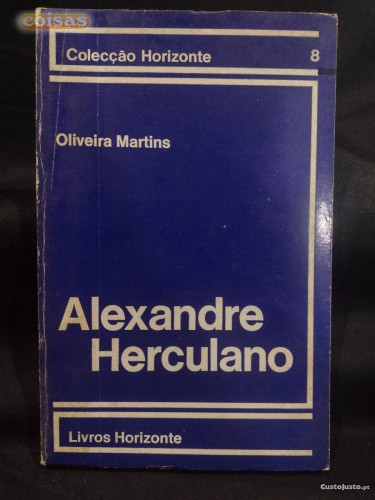 coisas
Colecção Horizonte 8
Oliveira Martins
Alexandre
Herculano
Livros Horizonte
CustoJusto.pt